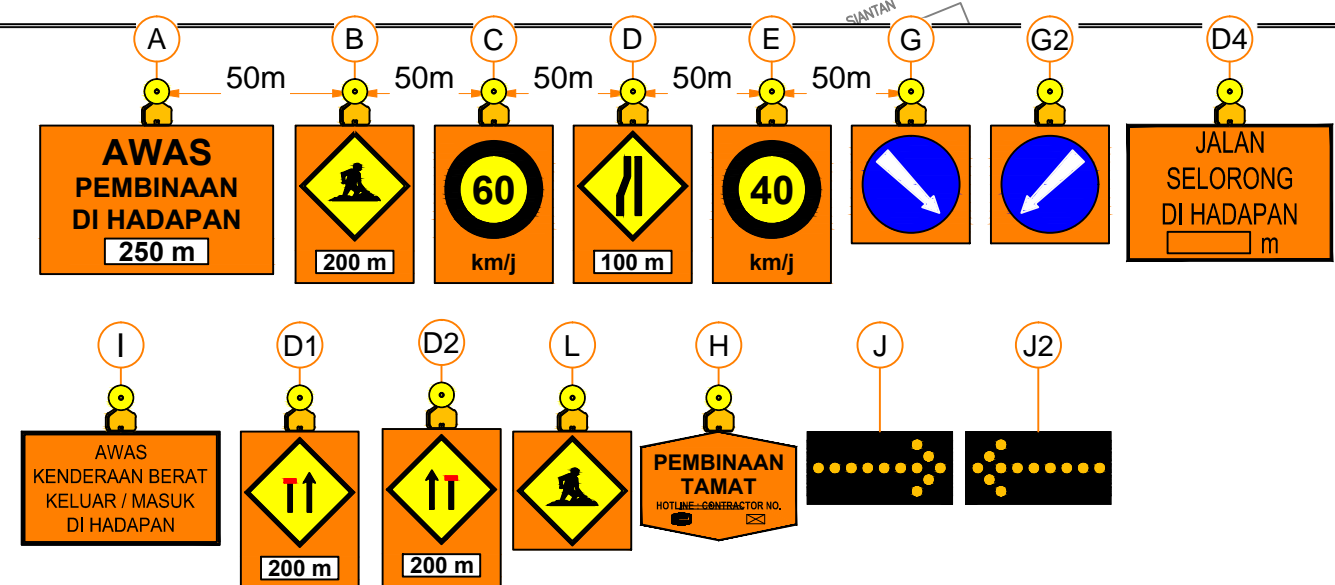 SIANTAN
A B C D E G G2 D4
50m 50m 50m 50m 50m
AWAS
PEMBINAAN
DI HADAPAN
250 m
200 m
60
km/j
100 m
40
km/j
JALAN
SELORONG
DI HADAPAN
m
I D1 D2 L H J J2
AWAS
KENDERAAN BERAT
KELUAR / MASUK
DI HADAPAN
200 m
200 m
PEMBINAAN
TAMAT
HOTLINE : CONTRACTOR NO.